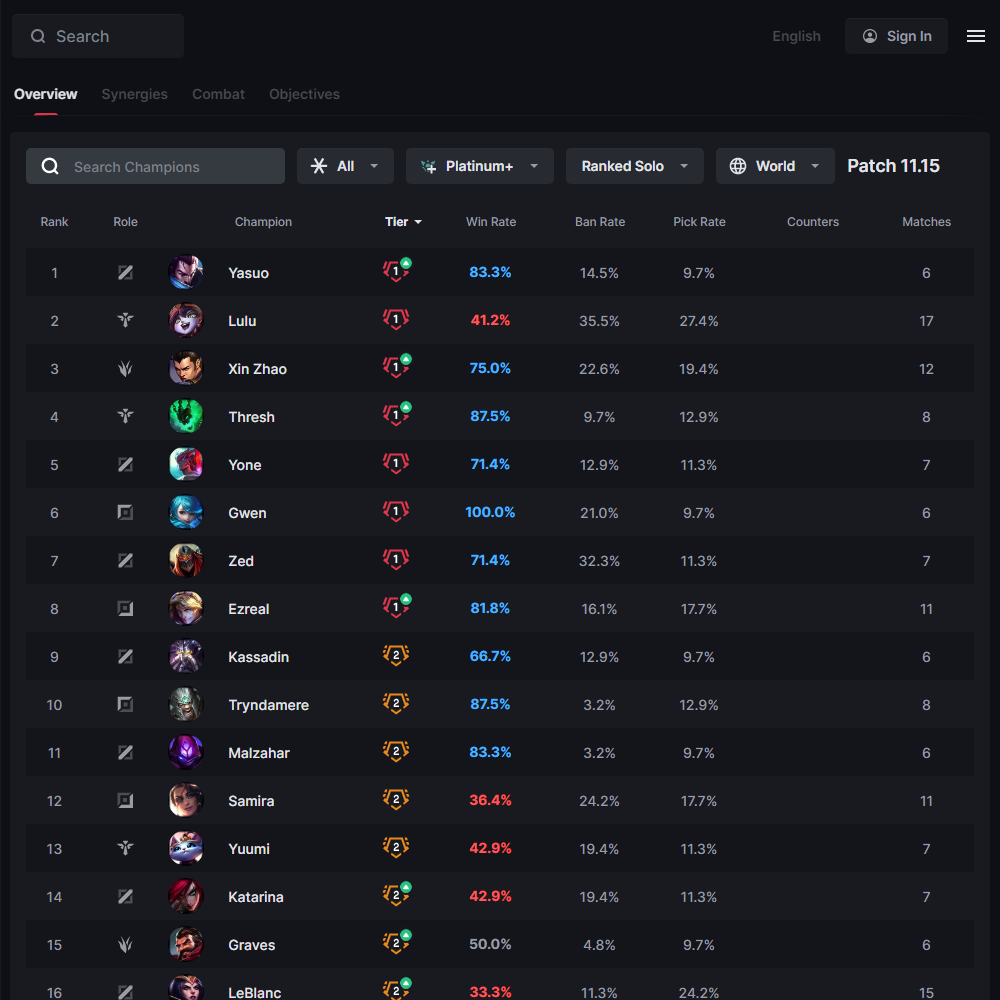 Search English Sign In
Overview Synergies Combat Objectives
Search Champions All Platinum+ Ranked Solo World Patch 11.15
Rank Role Champion Tier Win Rate Ban Rate Pick Rate Counters Matches
1 Yasuo 1 83.3% 14.5% 9.7% 6
2 Lulu 1 41.2% 35.5% 27.4% 17
3 Xin Zhao 1 75.0% 22.6% 19.4% 12
4 Thresh 1 87.5% 9.7% 12.9% 8
5 Yone 1 71.4% 12.9% 11.3% 7
6 Gwen 1 100.0% 21.0% 9.7% 6
7 Zed 1 71.4% 32.3% 11.3% 7
8 Ezreal 1 81.8% 16.1% 17.7% 11
9 Kassadin 2 66.7% 12.9% 9.7% 6
10 Tryndamere 2 87.5% 3.2% 12.9% 8
11 Malzahar 2 83.3% 3.2% 9.7% 6
12 Samira 2 36.4% 24.2% 17.7% 11
13 Yuumi 2 42.9% 19.4% 11.3% 7
14 Katarina 2 42.9% 19.4% 11.3% 7
15 Graves 2 50.0% 4.8% 9.7% 6
16 LeBlanc 2 33.3% 11.3% 24.2% 15